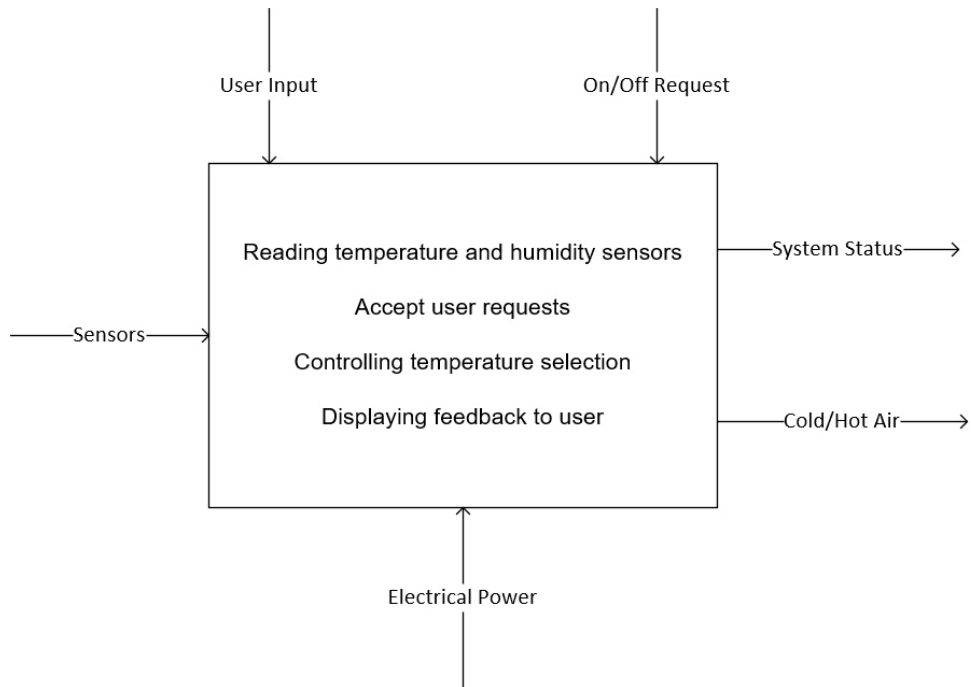 User Input
On/Off Request
Reading temperature and humidity sensors
System Status
Accept user requests
Sensors
Controlling temperature selection
Displaying feedback to user
Cold/Hot Air
Electrical Power